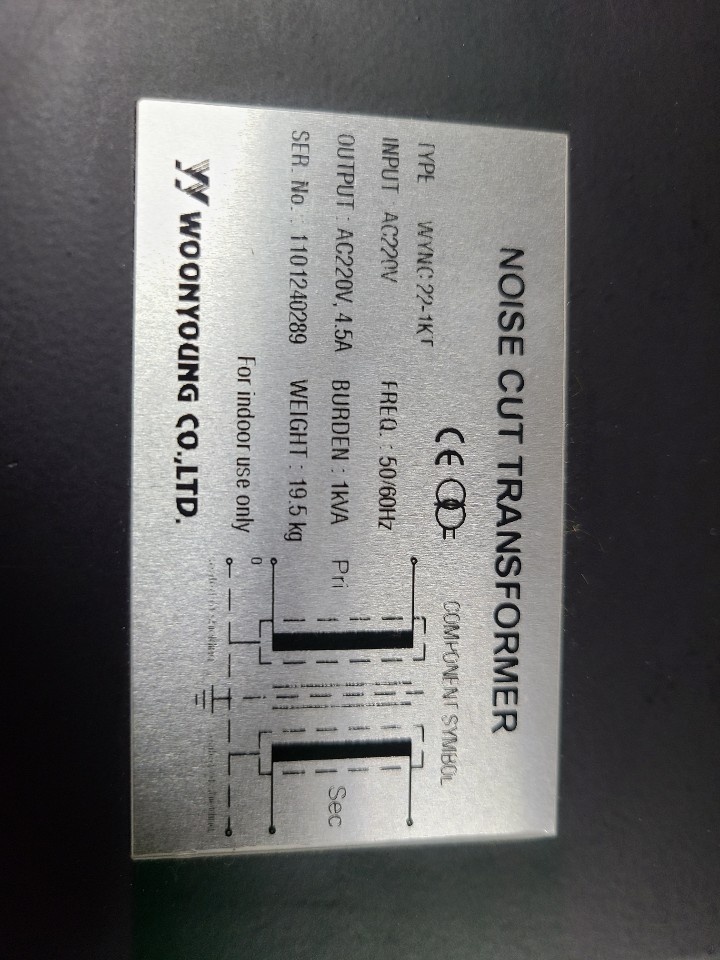 NOISE CUT TRANSFORMER
CE
COMPONENT SYMBOL
TYPE WYNC 22-1KT
INPUT : AC220V FREQ. : 50/60Hz
OUTPUT : AC220V, 4.5A BURDEN : 1kVA
SER. No. : 1101240289 WEIGHT : 19.5 kg
Pri
Sec
0
For indoor use only
WOONYOUNG CO.,LTD.